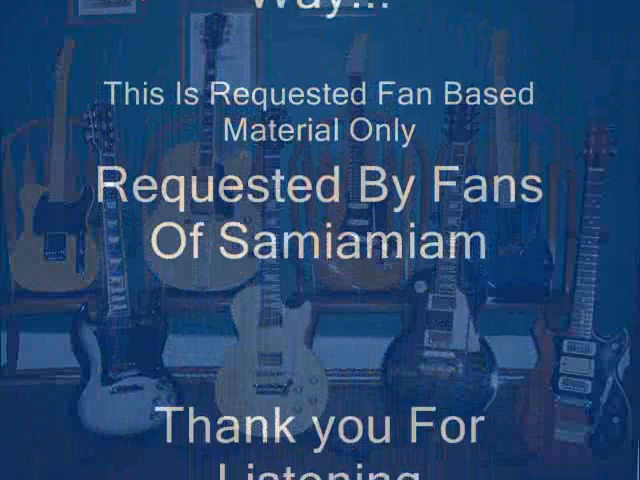 Way...
This Is Requested Fan Based
Material Only
Requested By Fans
Of Samiamiam
Thank you For
Listening